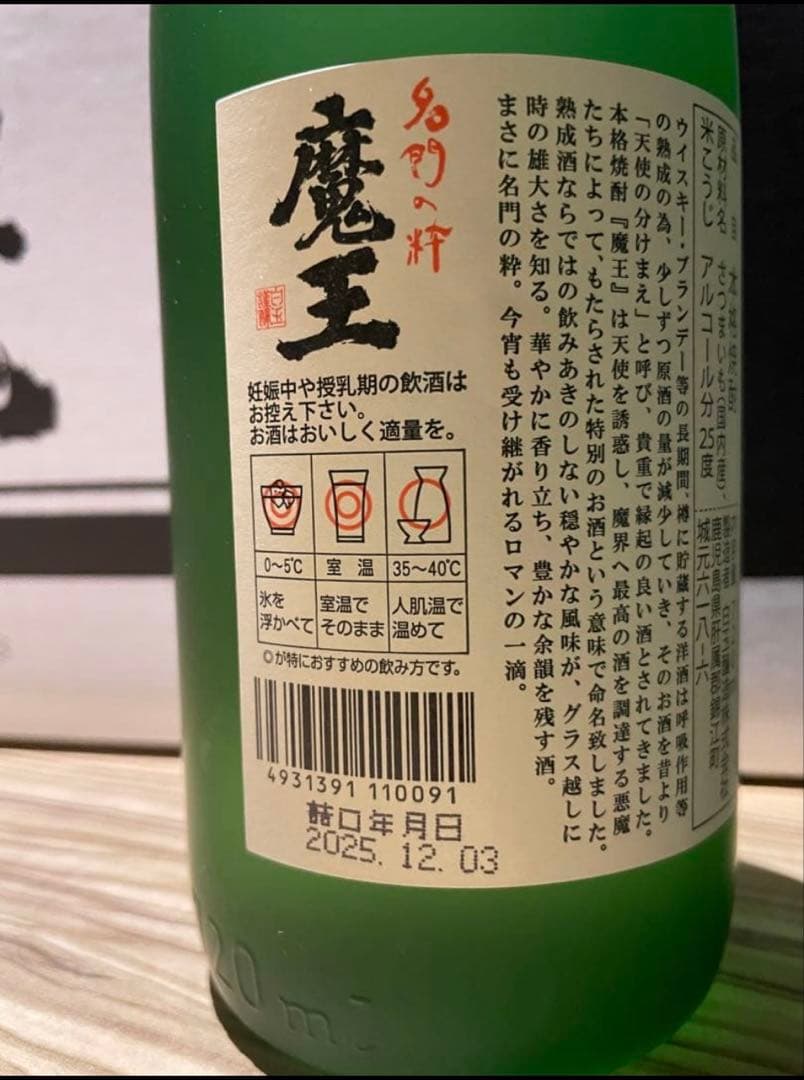 品目 本格焼酎
原材料名 さつまいも(国内産)、
米こうじ アルコール分 25度
鹿児島県肝属郡錦江町
城元六一八-六
ウイスキー・ブランデー等の長期間、樽に貯蔵する洋酒は呼吸作用等
の熟成の為、少しずつ原酒の量が減少していき、そのお酒を昔より
「天使の分けまえ」と呼び、貴重で縁起の良い酒とされてきました。
本格焼酎『魔王』は天使を誘惑し、魔界へ最高の酒を調達する悪魔
たちによって、もたらされた特別のお酒という意味で命名致しました。
熟成酒ならではの飲みあきのしない穏やかな風味が、グラス越しに
時の雄大さを知る。華やかに香り立ち、豊かな余韻を残す酒。
まさに名門の粋。今宵も受け継がれるロマンの一滴。
名門の粋
魔王
妊娠中や授乳期の飲酒は
お控え下さい。
お酒はおいしく適量を。
0〜5℃ 室温 35〜40℃
氷を 室温で 人肌温で
浮かべて そのまま 温めて
◎が特におすすめの飲み方です。
4931391 110091
詰口年月日
2025. 12. 03
720ml